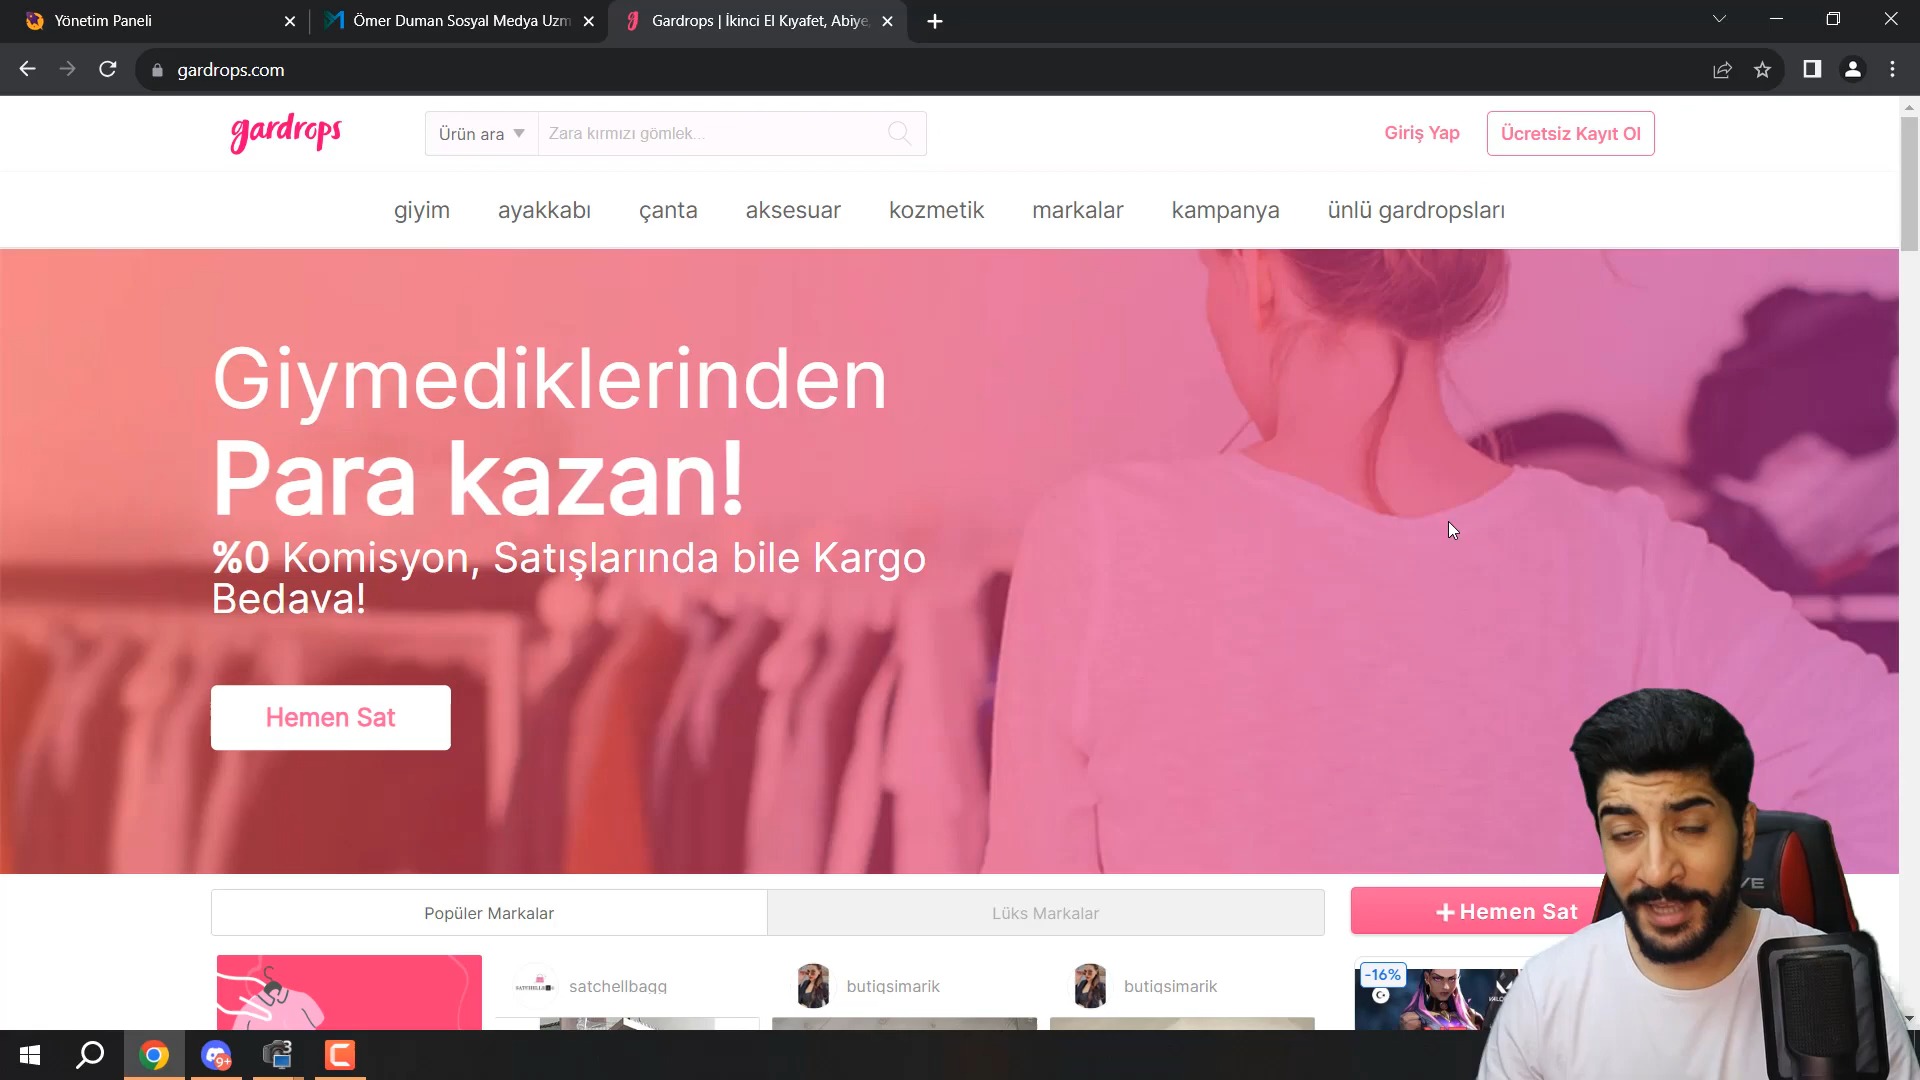 Yönetim Paneli
Ömer Duman Sosyal Medya Uzm
Gardrops | İkinci El Kıyafet, Abiye,
gardrops.com
gardrops
Ürün ara
Zara kırmızı gömlek...
Giriş Yap
Ücretsiz Kayıt Ol
giyim
ayakkabı
çanta
aksesuar
kozmetik
markalar
kampanya
ünlü gardropsları
Giymediklerinden
Para kazan!
%0 Komisyon, Satışlarında bile Kargo
Bedava!
Hemen Sat
Popüler Markalar
Lüks Markalar
+Hemen Sat
satchellbagg
butiqsimarik
butiqsimarik
-16%
9+
3